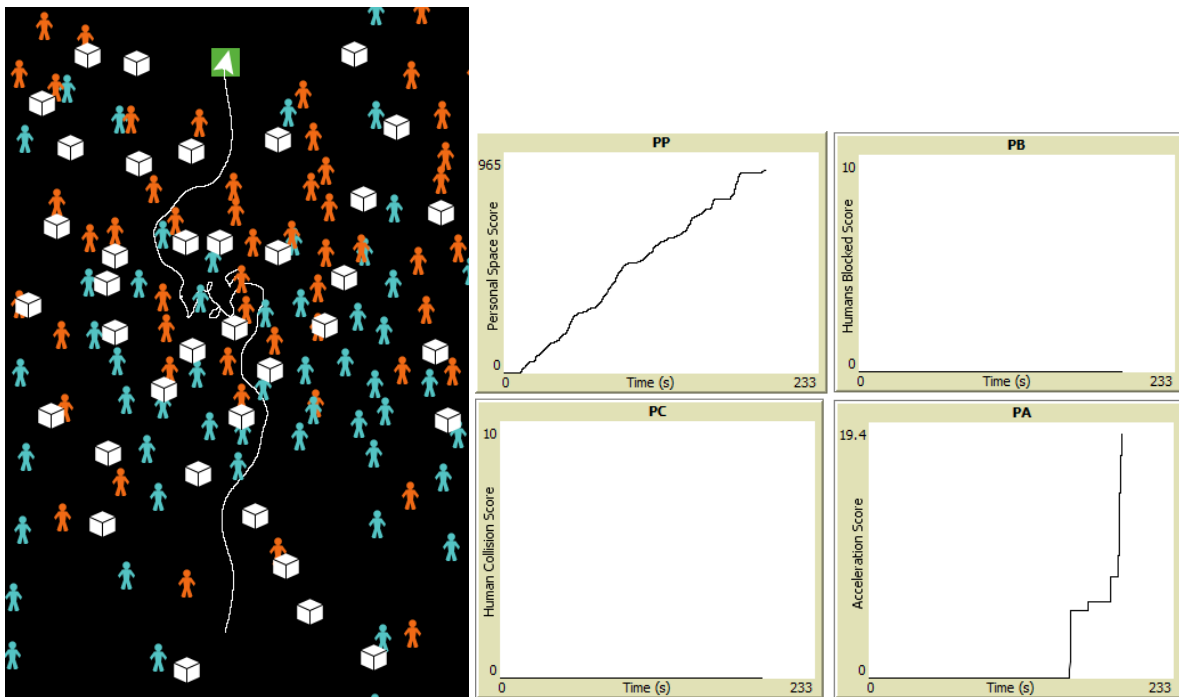 PP
965
Personal Space Score
0
0
Time (s)
233
PB
10
Humans Blocked Score
0
0
Time (s)
233
PC
10
Human Collision Score
0
0
Time (s)
233
PA
19.4
Acceleration Score
0
0
Time (s)
233